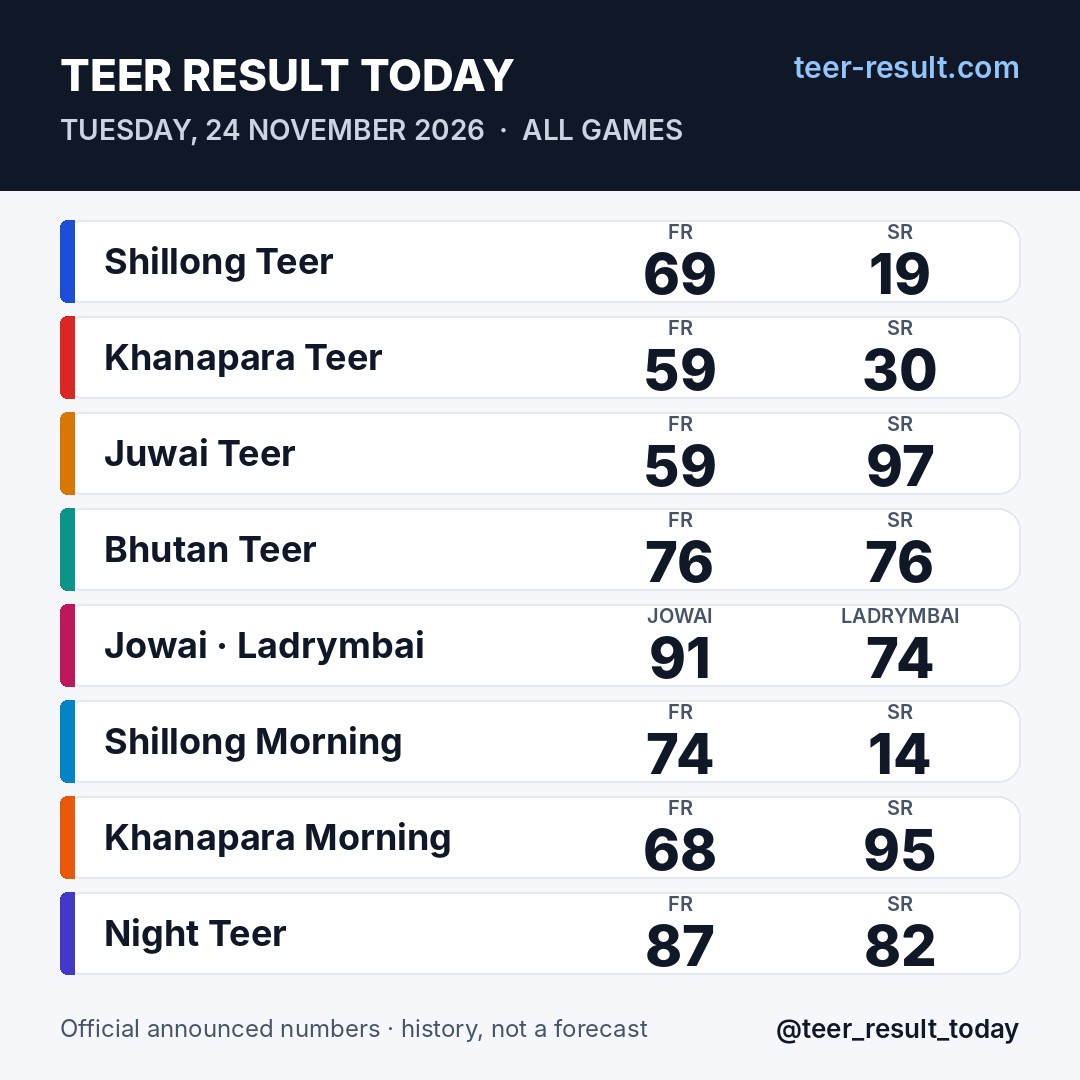 TEER RESULT TODAY
teer-result.com
TUESDAY, 24 NOVEMBER 2026 · ALL GAMES
FR SR
Shillong Teer 69 19
FR SR
Khanapara Teer 59 30
FR SR
Juwai Teer 59 97
FR SR
Bhutan Teer 76 76
JOWAI LADRYMBAI
Jowai · Ladrymbai 91 74
FR SR
Shillong Morning 74 14
FR SR
Khanapara Morning 68 95
FR SR
Night Teer 87 82
Official announced numbers · history, not a forecast
@teer_result_today